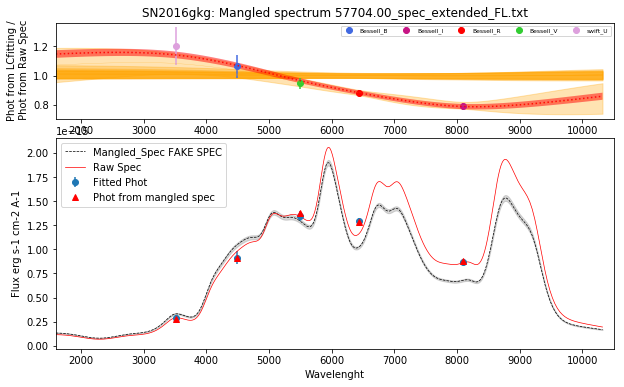 SN2016gkg: Mangled spectrum 57704.00_spec_extended_FL.txt
Phot from LCfitting /
Phot from Raw Spec
1.2
1.0
0.8
Bessell_B
Bessell_I
Bessell_R
Bessell_V
swift_U
2000 3000 4000 5000 6000 7000 8000 9000 10000
Flux erg s-1 cm-2 A-1
2.00
1.75
1.50
1.25
1.00
0.75
0.50
0.25
0.00
Mangled_Spec FAKE SPEC
Raw Spec
Fitted Phot
Phot from mangled spec
2000 3000 4000 5000 6000 7000 8000 9000 10000
Wavelenght